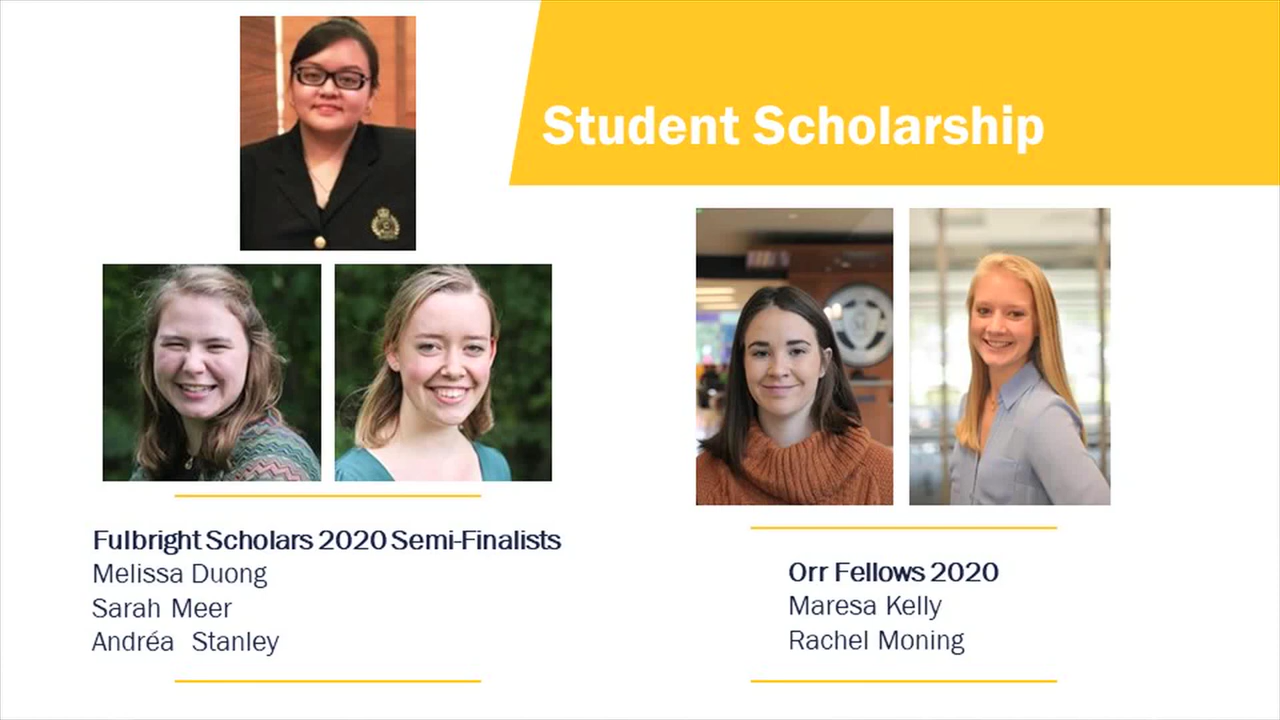 Student Scholarship
Fulbright Scholars 2020 Semi-Finalists
Melissa Duong
Sarah Meer
Andréa Stanley
Orr Fellows 2020
Maresa Kelly
Rachel Moning